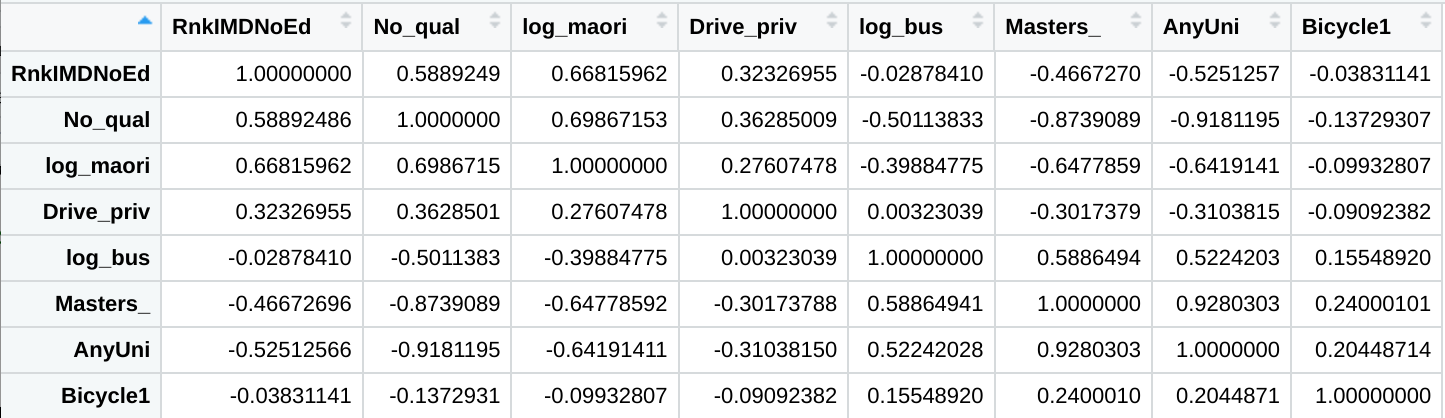 RnkIMDNoEd No_qual log_maori Drive_priv log_bus Masters_ AnyUni Bicycle1
RnkIMDNoEd 1.00000000 0.5889249 0.66815962 0.32326955 -0.02878410 -0.4667270 -0.5251257 -0.03831141
No_qual 0.58892486 1.0000000 0.69867153 0.36285009 -0.50113833 -0.8739089 -0.9181195 -0.13729307
log_maori 0.66815962 0.6986715 1.00000000 0.27607478 -0.39884775 -0.6477859 -0.6419141 -0.09932807
Drive_priv 0.32326955 0.3628501 0.27607478 1.00000000 0.00323039 -0.3017379 -0.3103815 -0.09092382
log_bus -0.02878410 -0.5011383 -0.39884775 0.00323039 1.00000000 0.5886494 0.5224203 0.15548920
Masters_ -0.46672696 -0.8739089 -0.64778592 -0.30173788 0.58864941 1.0000000 0.9280303 0.24000101
AnyUni -0.52512566 -0.9181195 -0.64191411 -0.31038150 0.52242028 0.9280303 1.0000000 0.20448714
Bicycle1 -0.03831141 -0.1372931 -0.09932807 -0.09092382 0.15548920 0.2400010 0.2044871 1.00000000